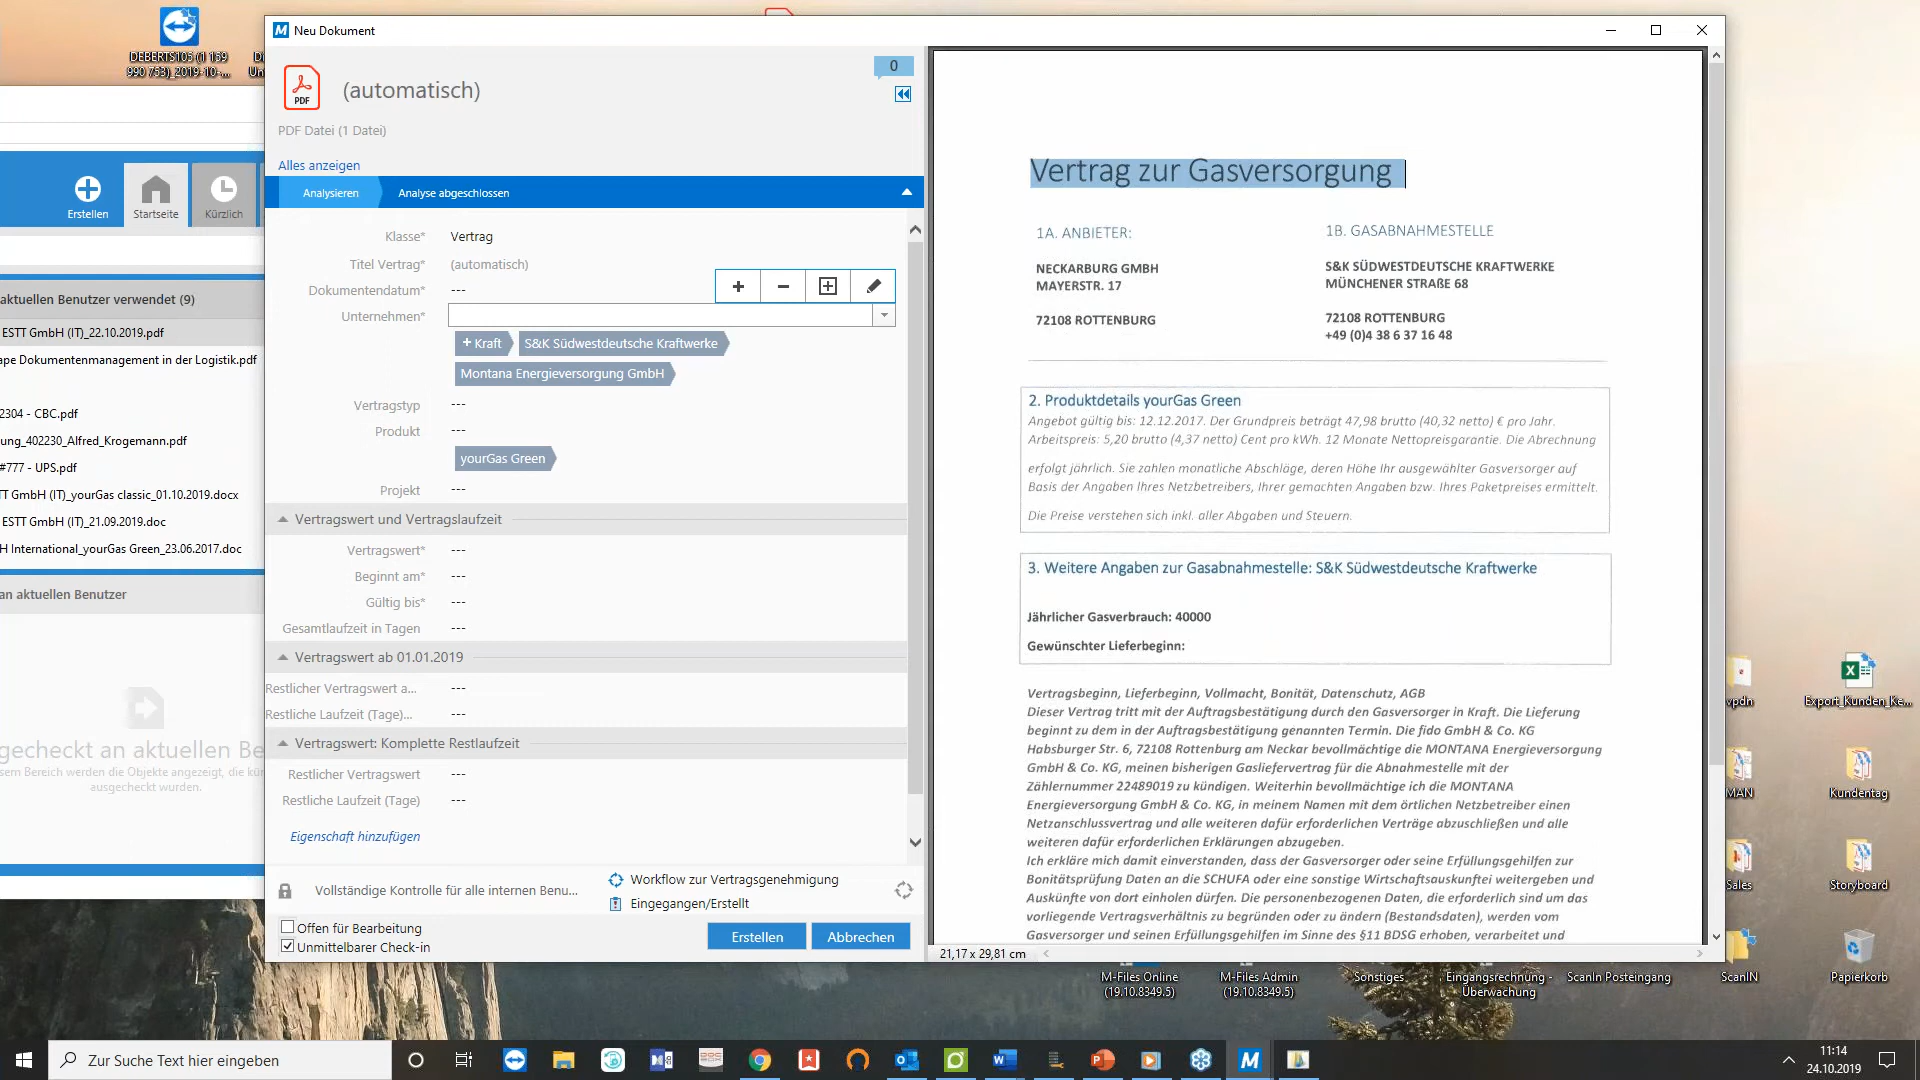 DEBERTS105 (1 159
990 753)_2019-10-...
Neu Dokument
PDF
(automatisch)
0
PDF Datei (1 Datei)
Alles anzeigen
Analysieren
Analyse abgeschlossen
Erstellen
Startseite
Kürzlich
aktuellen Benutzer verwendet (9)
ESTT GmbH (IT)_22.10.2019.pdf
ape Dokumentenmanagement in der Logistik.pdf
2304 - CBC.pdf
ung_402230_Alfred_Krogemann.pdf
#777 - UPS.pdf
TT GmbH (IT)_yourGas classic_01.10.2019.docx
ESTT GmbH (IT)_21.09.2019.doc
H International_yourGas Green_23.06.2017.doc
an aktuellen Benutzer
gecheckt an aktuellen Be
sem Bereich werden die Objekte angezeigt, die kür
ausgecheckt wurden.
Klasse* Vertrag
Titel Vertrag* (automatisch)
Dokumentendatum* ---
Unternehmen*
+ Kraft
S&K Südwestdeutsche Kraftwerke
Montana Energieversorgung GmbH
Vertragstyp ---
Produkt ---
yourGas Green
Projekt ---
Vertragswert und Vertragslaufzeit
Vertragswert* ---
Beginnt am* ---
Gültig bis* ---
Gesamtlaufzeit in Tagen ---
Vertragswert ab 01.01.2019
Restlicher Vertragswert a... ---
Restliche Laufzeit (Tage)... ---
Vertragswert: Komplette Restlaufzeit
Restlicher Vertragswert ---
Restliche Laufzeit (Tage) ---
Eigenschaft hinzufügen
Vollständige Kontrolle für alle internen Benu...
Workflow zur Vertragsgenehmigung
Eingegangen/Erstellt
Offen für Bearbeitung
Unmittelbarer Check-in
Erstellen
Abbrechen
Vertrag zur Gasversorgung
1A. ANBIETER:
NECKARBURG GMBH
MAYERSTR. 17
72108 ROTTENBURG
1B. GASABNAHMESTELLE
S&K SÜDWESTDEUTSCHE KRAFTWERKE
MÜNCHENER STRAßE 68
72108 ROTTENBURG
+49 (0)4 38 6 37 16 48
2. Produktdetails yourGas Green
Angebot gültig bis: 12.12.2017. Der Grundpreis beträgt 47,98 brutto (40,32 netto) € pro Jahr.
Arbeitspreis: 5,20 brutto (4,37 netto) Cent pro kWh. 12 Monate Nettopreisgarantie. Die Abrechnung
erfolgt jährlich. Sie zahlen monatliche Abschläge, deren Höhe Ihr ausgewählter Gasversorger auf
Basis der Angaben Ihres Netzbetreibers, Ihrer gemachten Angaben bzw. Ihres Paketpreises ermittelt.
Die Preise verstehen sich inkl. aller Abgaben und Steuern.
3. Weitere Angaben zur Gasabnahmestelle: S&K Südwestdeutsche Kraftwerke
Jährlicher Gasverbrauch: 40000
Gewünschter Lieferbeginn:
Vertragsbeginn, Lieferbeginn, Vollmacht, Bonität, Datenschutz, AGB
Dieser Vertrag tritt mit der Auftragsbestätigung durch den Gasversorger in Kraft. Die Lieferung
beginnt zu dem in der Auftragsbestätigung genannten Termin. Die fido GmbH & Co. KG
Habsburger Str. 6, 72108 Rottenburg am Neckar bevollmächtige die MONTANA Energieversorgung
GmbH & Co. KG, meinen bisherigen Gasliefervertrag für die Abnahmestelle mit der
Zählernummer 22489019 zu kündigen. Weiterhin bevollmächtige ich die MONTANA
Energieversorgung GmbH & Co. KG, in meinem Namen mit dem örtlichen Netzbetreiber einen
Netzanschlussvertrag und alle weiteren dafür erforderlichen Verträge abzuschließen und alle
weiteren dafür erforderlichen Erklärungen abzugeben.
Ich erkläre mich damit einverstanden, dass der Gasversorger oder seine Erfüllungsgehilfen zur
Bonitätsprüfung Daten an die SCHUFA oder eine sonstige Wirtschaftsauskunftei weitergeben und
Auskünfte von dort einholen dürfen. Die personenbezogenen Daten, die erforderlich sind um das
vorliegende Vertragsverhältnis zu begründen oder zu ändern (Bestandsdaten), werden vom
Gasversorger und seinen Erfüllungsgehilfen im Sinne des §11 BDSG erhoben, verarbeitet und
21,17 x 29,81 cm
vpdn
Export_Kunden_Ke...
MAN
Kundentag
Sales
Storyboard
M-Files Online
(19.10.8349.5)
M-Files Admin
(19.10.8349.5)
Sonstiges
Eingangsrechnung -
Überwachung
ScanIn Posteingang
ScanIN
Papierkorb
Zur Suche Text hier eingeben
11:14
24.10.2019